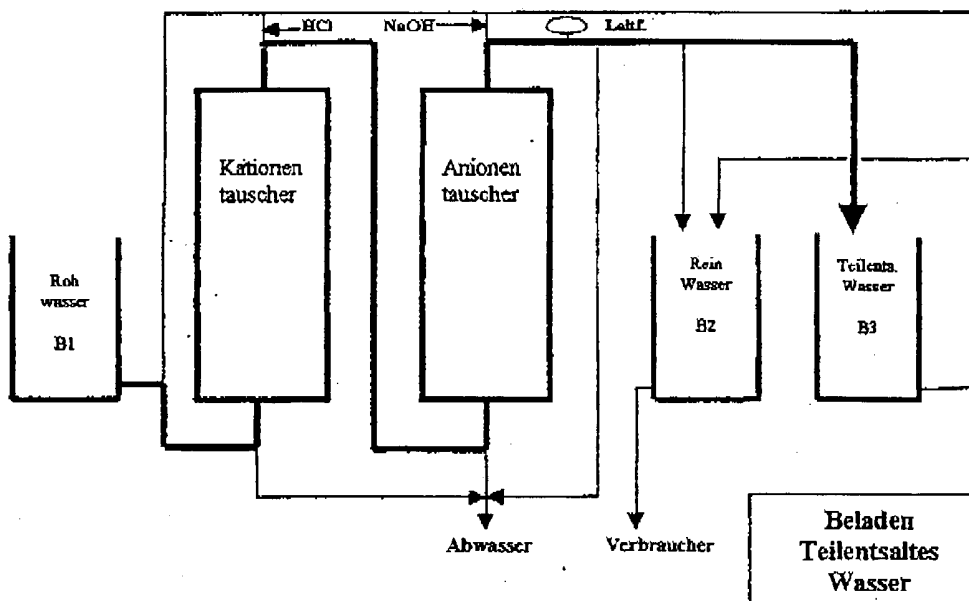 HCl
NaOH
Leitf.
Kationen
tauscher
Anionen
tauscher
Roh
wasser
B1
Rein
Wasser
B2
Teilents.
Wasser
B3
Abwasser
Verbraucher
Beladen
Teilentsaltes
Wasser